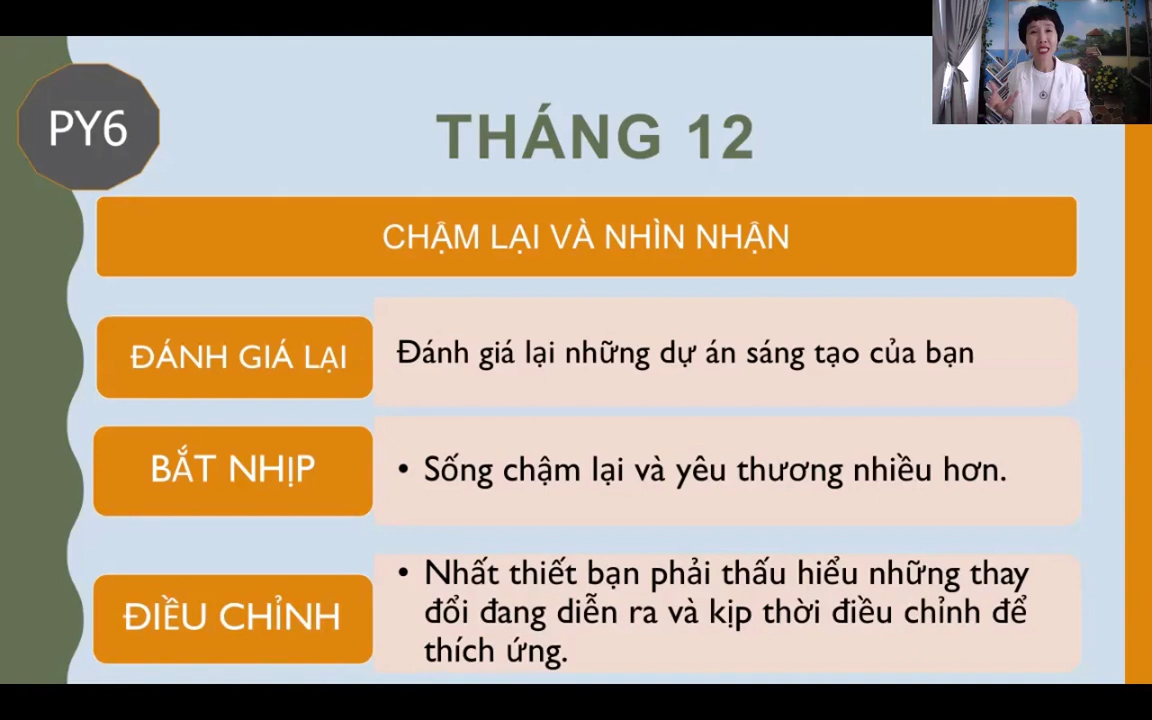 PY6
THÁNG 12
CHẬM LẠI VÀ NHÌN NHẬN
ĐÁNH GIÁ LẠI
Đánh giá lại những dự án sáng tạo của bạn
BẮT NHỊP
• Sống chậm lại và yêu thương nhiều hơn.
ĐIỀU CHỈNH
• Nhất thiết bạn phải thấu hiểu những thay
đổi đang diễn ra và kịp thời điều chỉnh để
thích ứng.